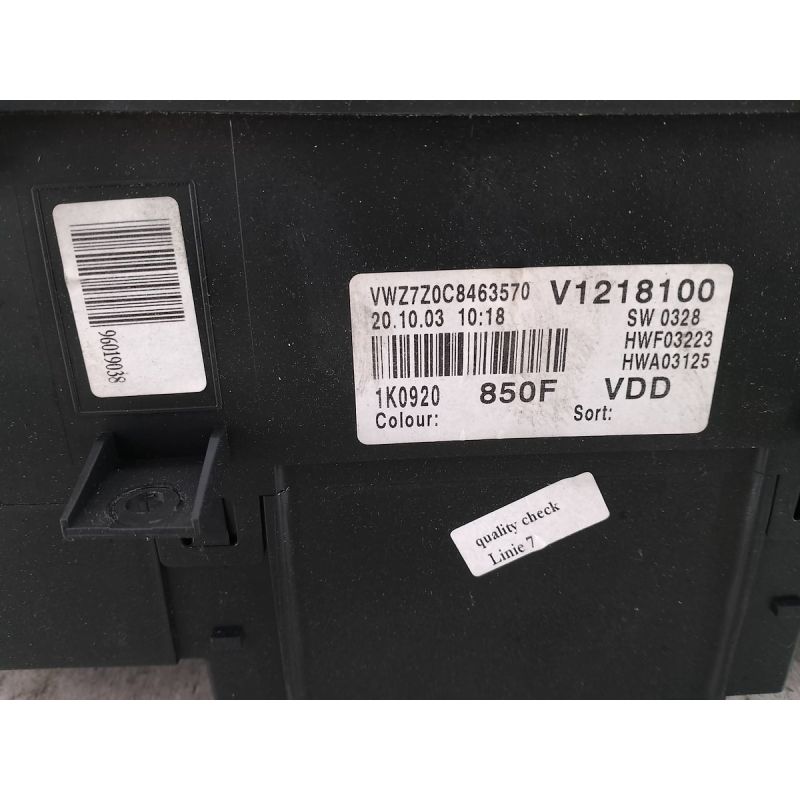 96019038
VWZ7Z0C8463570 V1218100
20.10.03 10:18 SW 0328
HWF03223
HWA03125
1K0920 850F VDD
Colour: Sort:
quality check
Linie 7